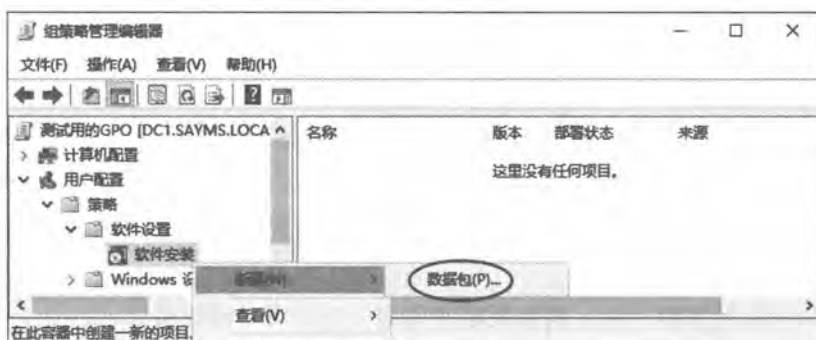 组策略管理编辑器
文件(F) 操作(A) 查看(V) 帮助(H)
测试用的GPO [DC1.SAYMS.LOCA
名称 版本 部署状态 来源
计算机配置
这里没有任何项目。
用户配置
策略
软件设置
软件安装
Windows 设
新建(N)
数据包(P)...
查看(V)
在此容器中创建一新的项目.